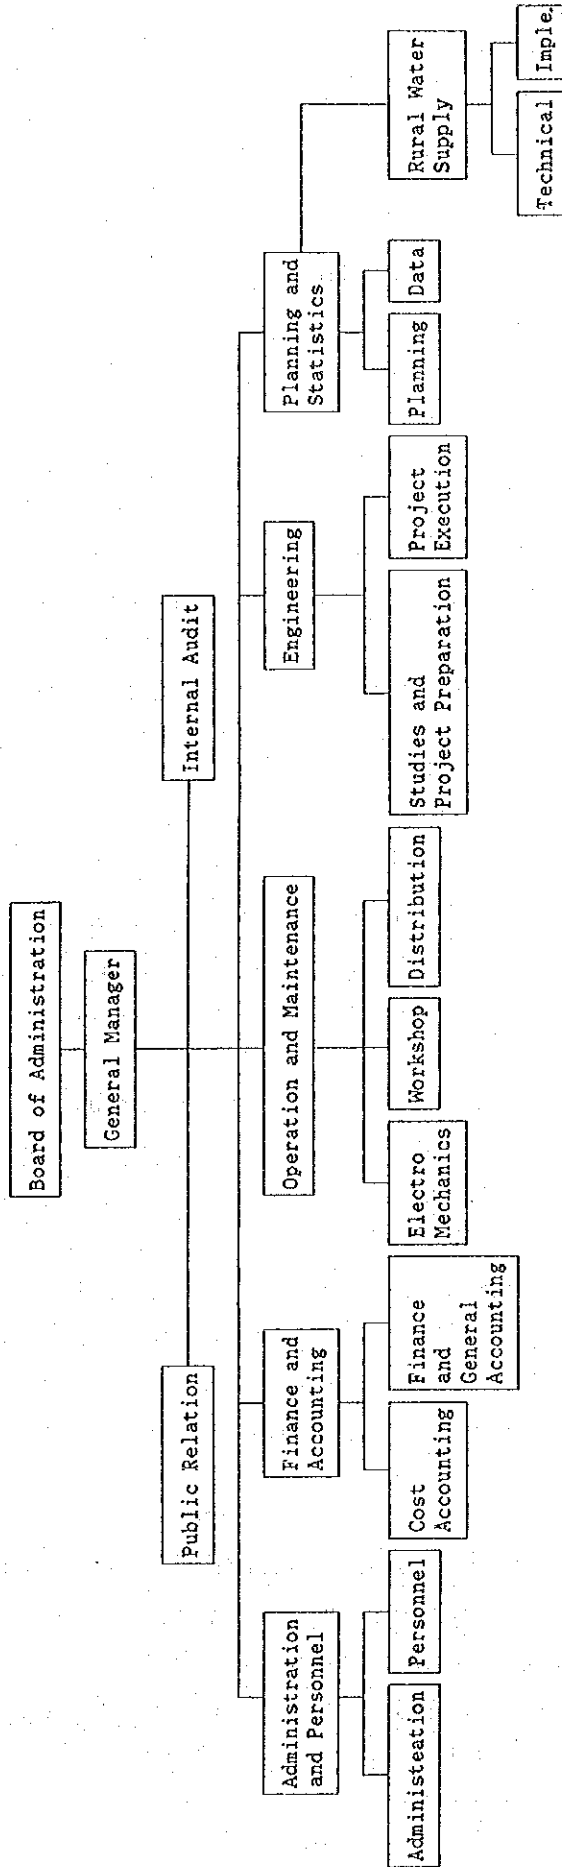 Board of Administration
General Manager
Public Relation
Internal Audit
Administration
and Personnel
Finance and
Accounting
Operation and Maintenance
Engineering
Planning and
Statistics
Administeation
Personnel
Cost
Accounting
Finance
and
General
Accounting
Electro
Mechanics
Workshop
Distribution
Studies and
Project Preparation
Project
Execution
Planning
Data
Rural Water
Supply
Technical
Imple.